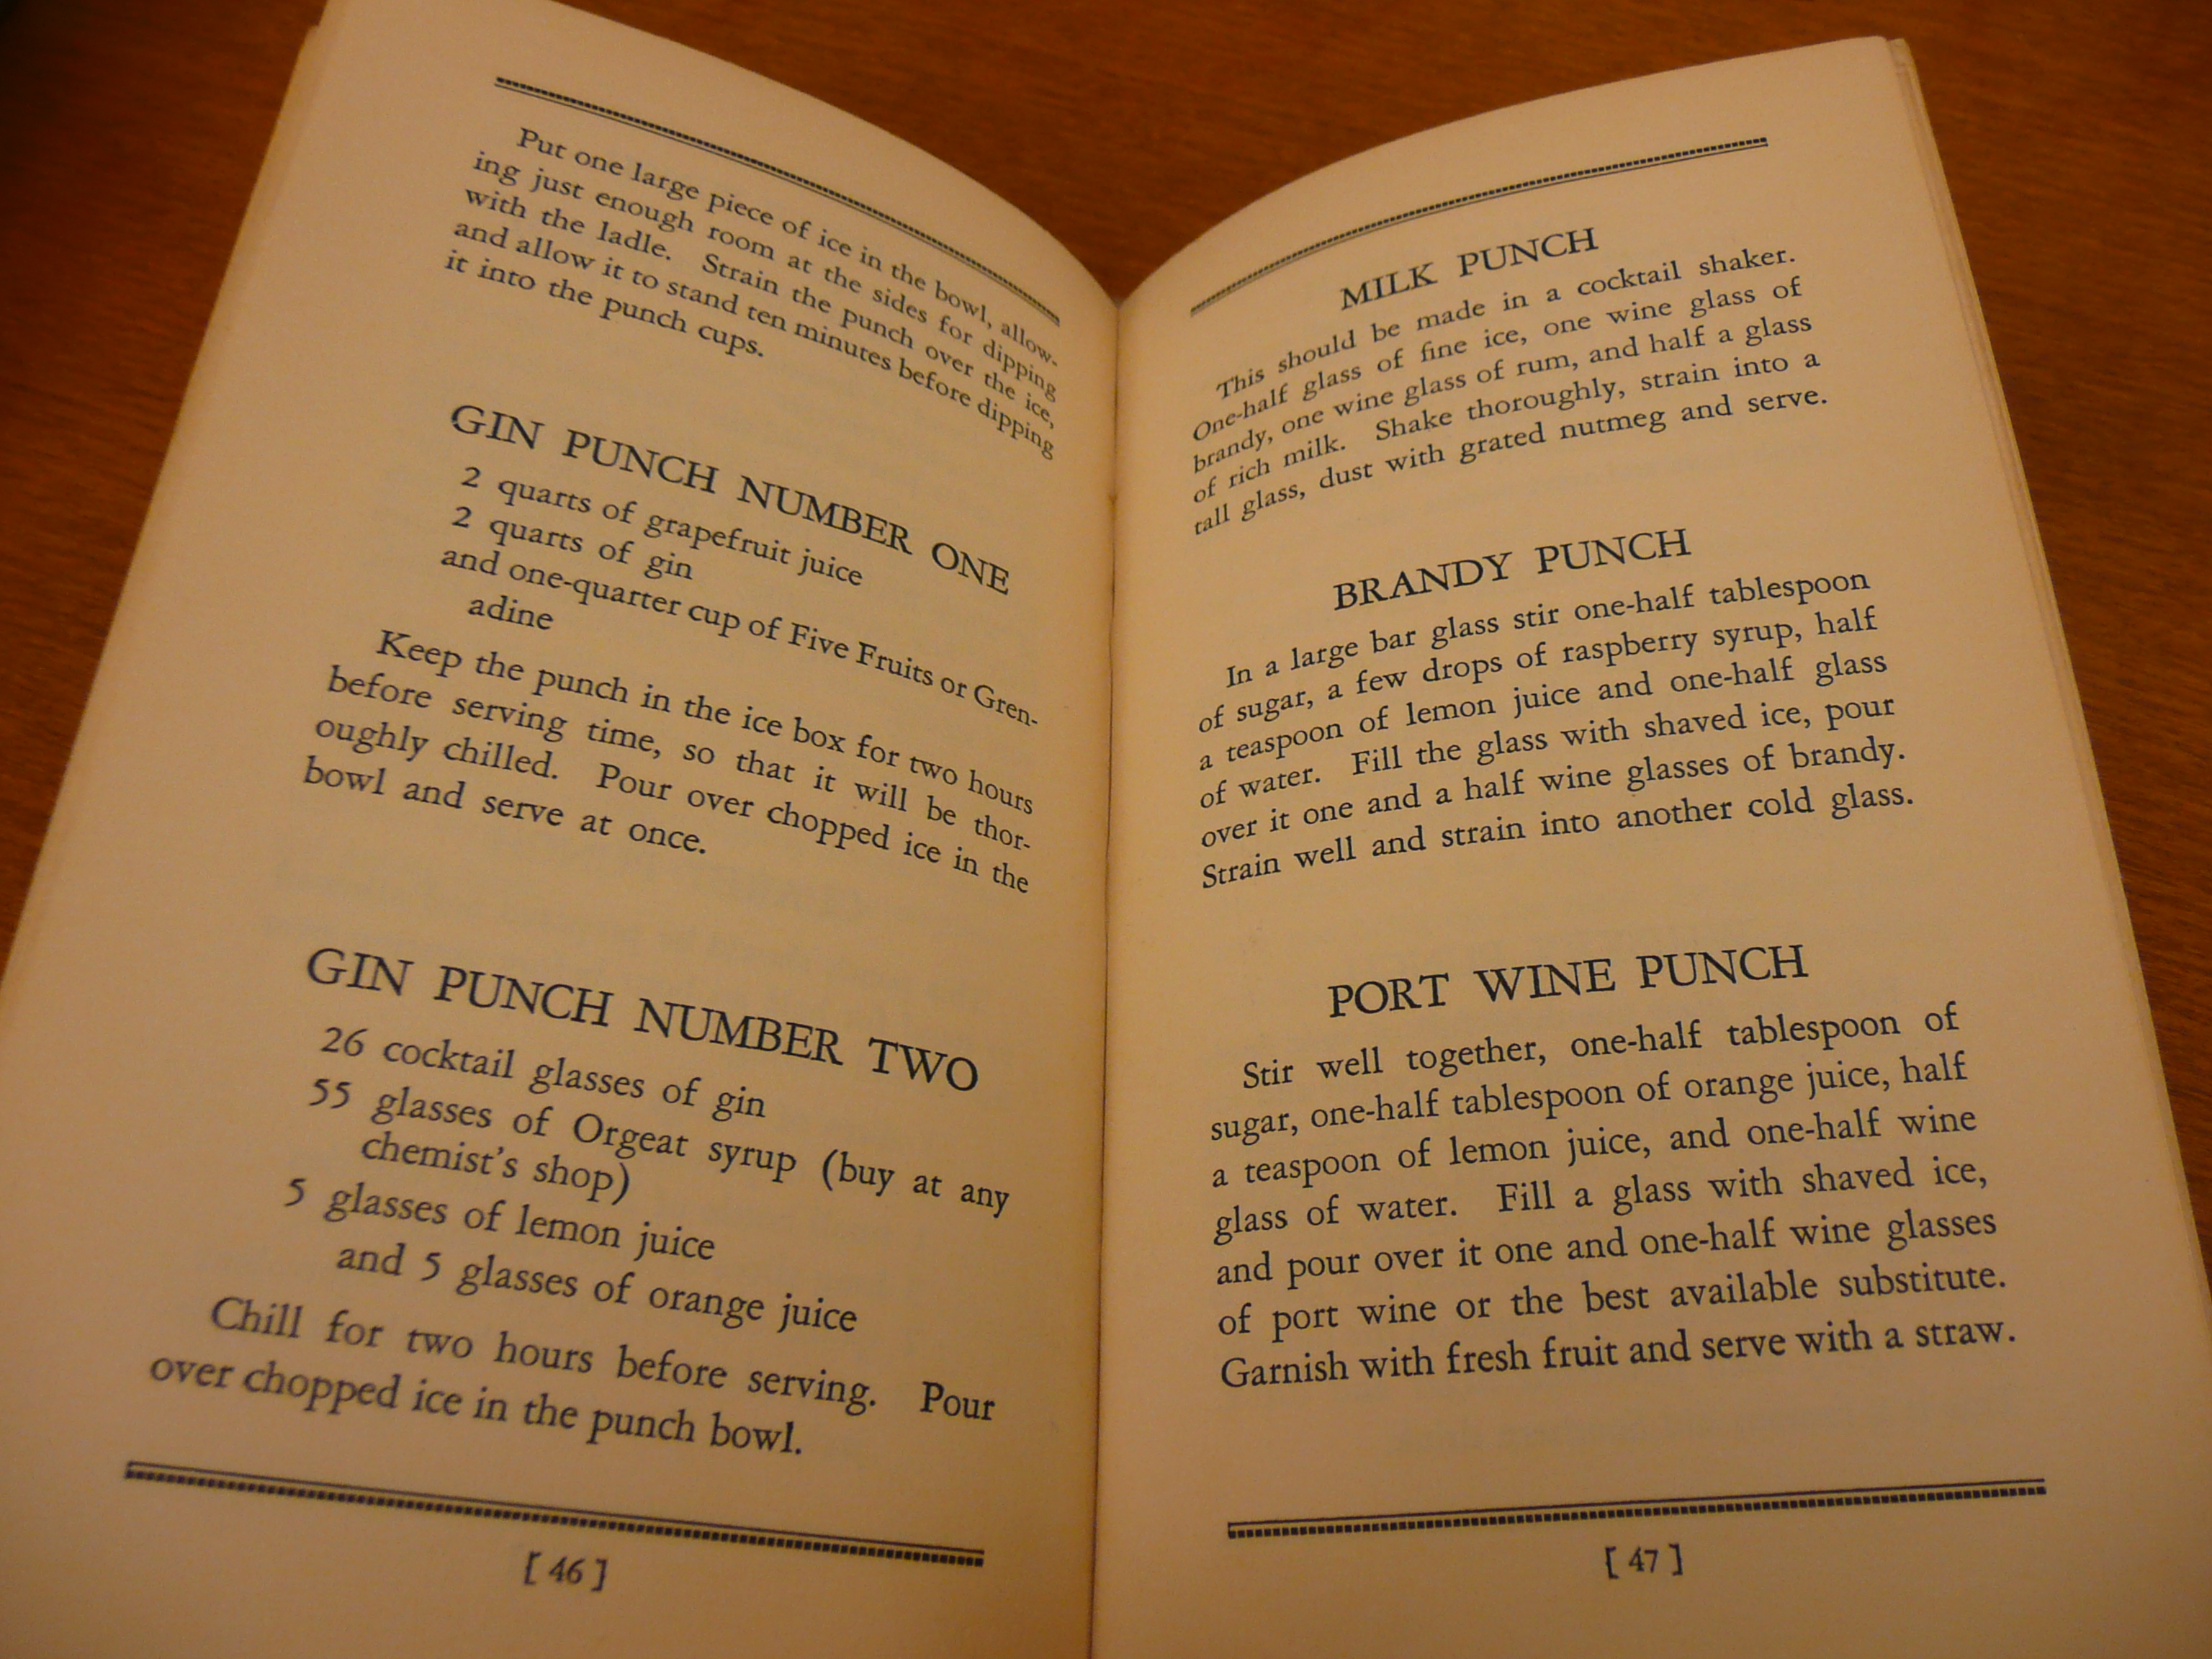 Put one large piece of ice in the bowl, allow-
ing just enough room at the sides for dipping
with the ladle. Strain the punch over the ice,
and allow it to stand ten minutes before dipping
it into the punch cups.
GIN PUNCH NUMBER ONE
2 quarts of grapefruit juice
2 quarts of gin
and one-quarter cup of Five Fruits or Gren-
adine
Keep the punch in the ice box for two hours
before serving time, so that it will be thor-
oughly chilled. Pour over chopped ice in the
bowl and serve at once.
GIN PUNCH NUMBER TWO
26 cocktail glasses of gin
55 glasses of Orgeat syrup (buy at any
chemist's shop)
5 glasses of lemon juice
and 5 glasses of orange juice
Chill for two hours before serving. Pour
over chopped ice in the punch bowl.
[ 46 ]
MILK PUNCH
This should be made in a cocktail shaker.
One-half glass of fine ice, one wine glass of
brandy, one wine glass of rum, and half a glass
of rich milk. Shake thoroughly, strain into a
tall glass, dust with grated nutmeg and serve.
BRANDY PUNCH
In a large bar glass stir one-half tablespoon
of sugar, a few drops of raspberry syrup, half
a teaspoon of lemon juice and one-half glass
of water. Fill the glass with shaved ice, pour
over it one and a half wine glasses of brandy.
Strain well and strain into another cold glass.
PORT WINE PUNCH
Stir well together, one-half tablespoon of
sugar, one-half tablespoon of orange juice, half
a teaspoon of lemon juice, and one-half wine
glass of water. Fill a glass with shaved ice,
and pour over it one and one-half wine glasses
of port wine or the best available substitute.
Garnish with fresh fruit and serve with a straw.
[ 47 ]